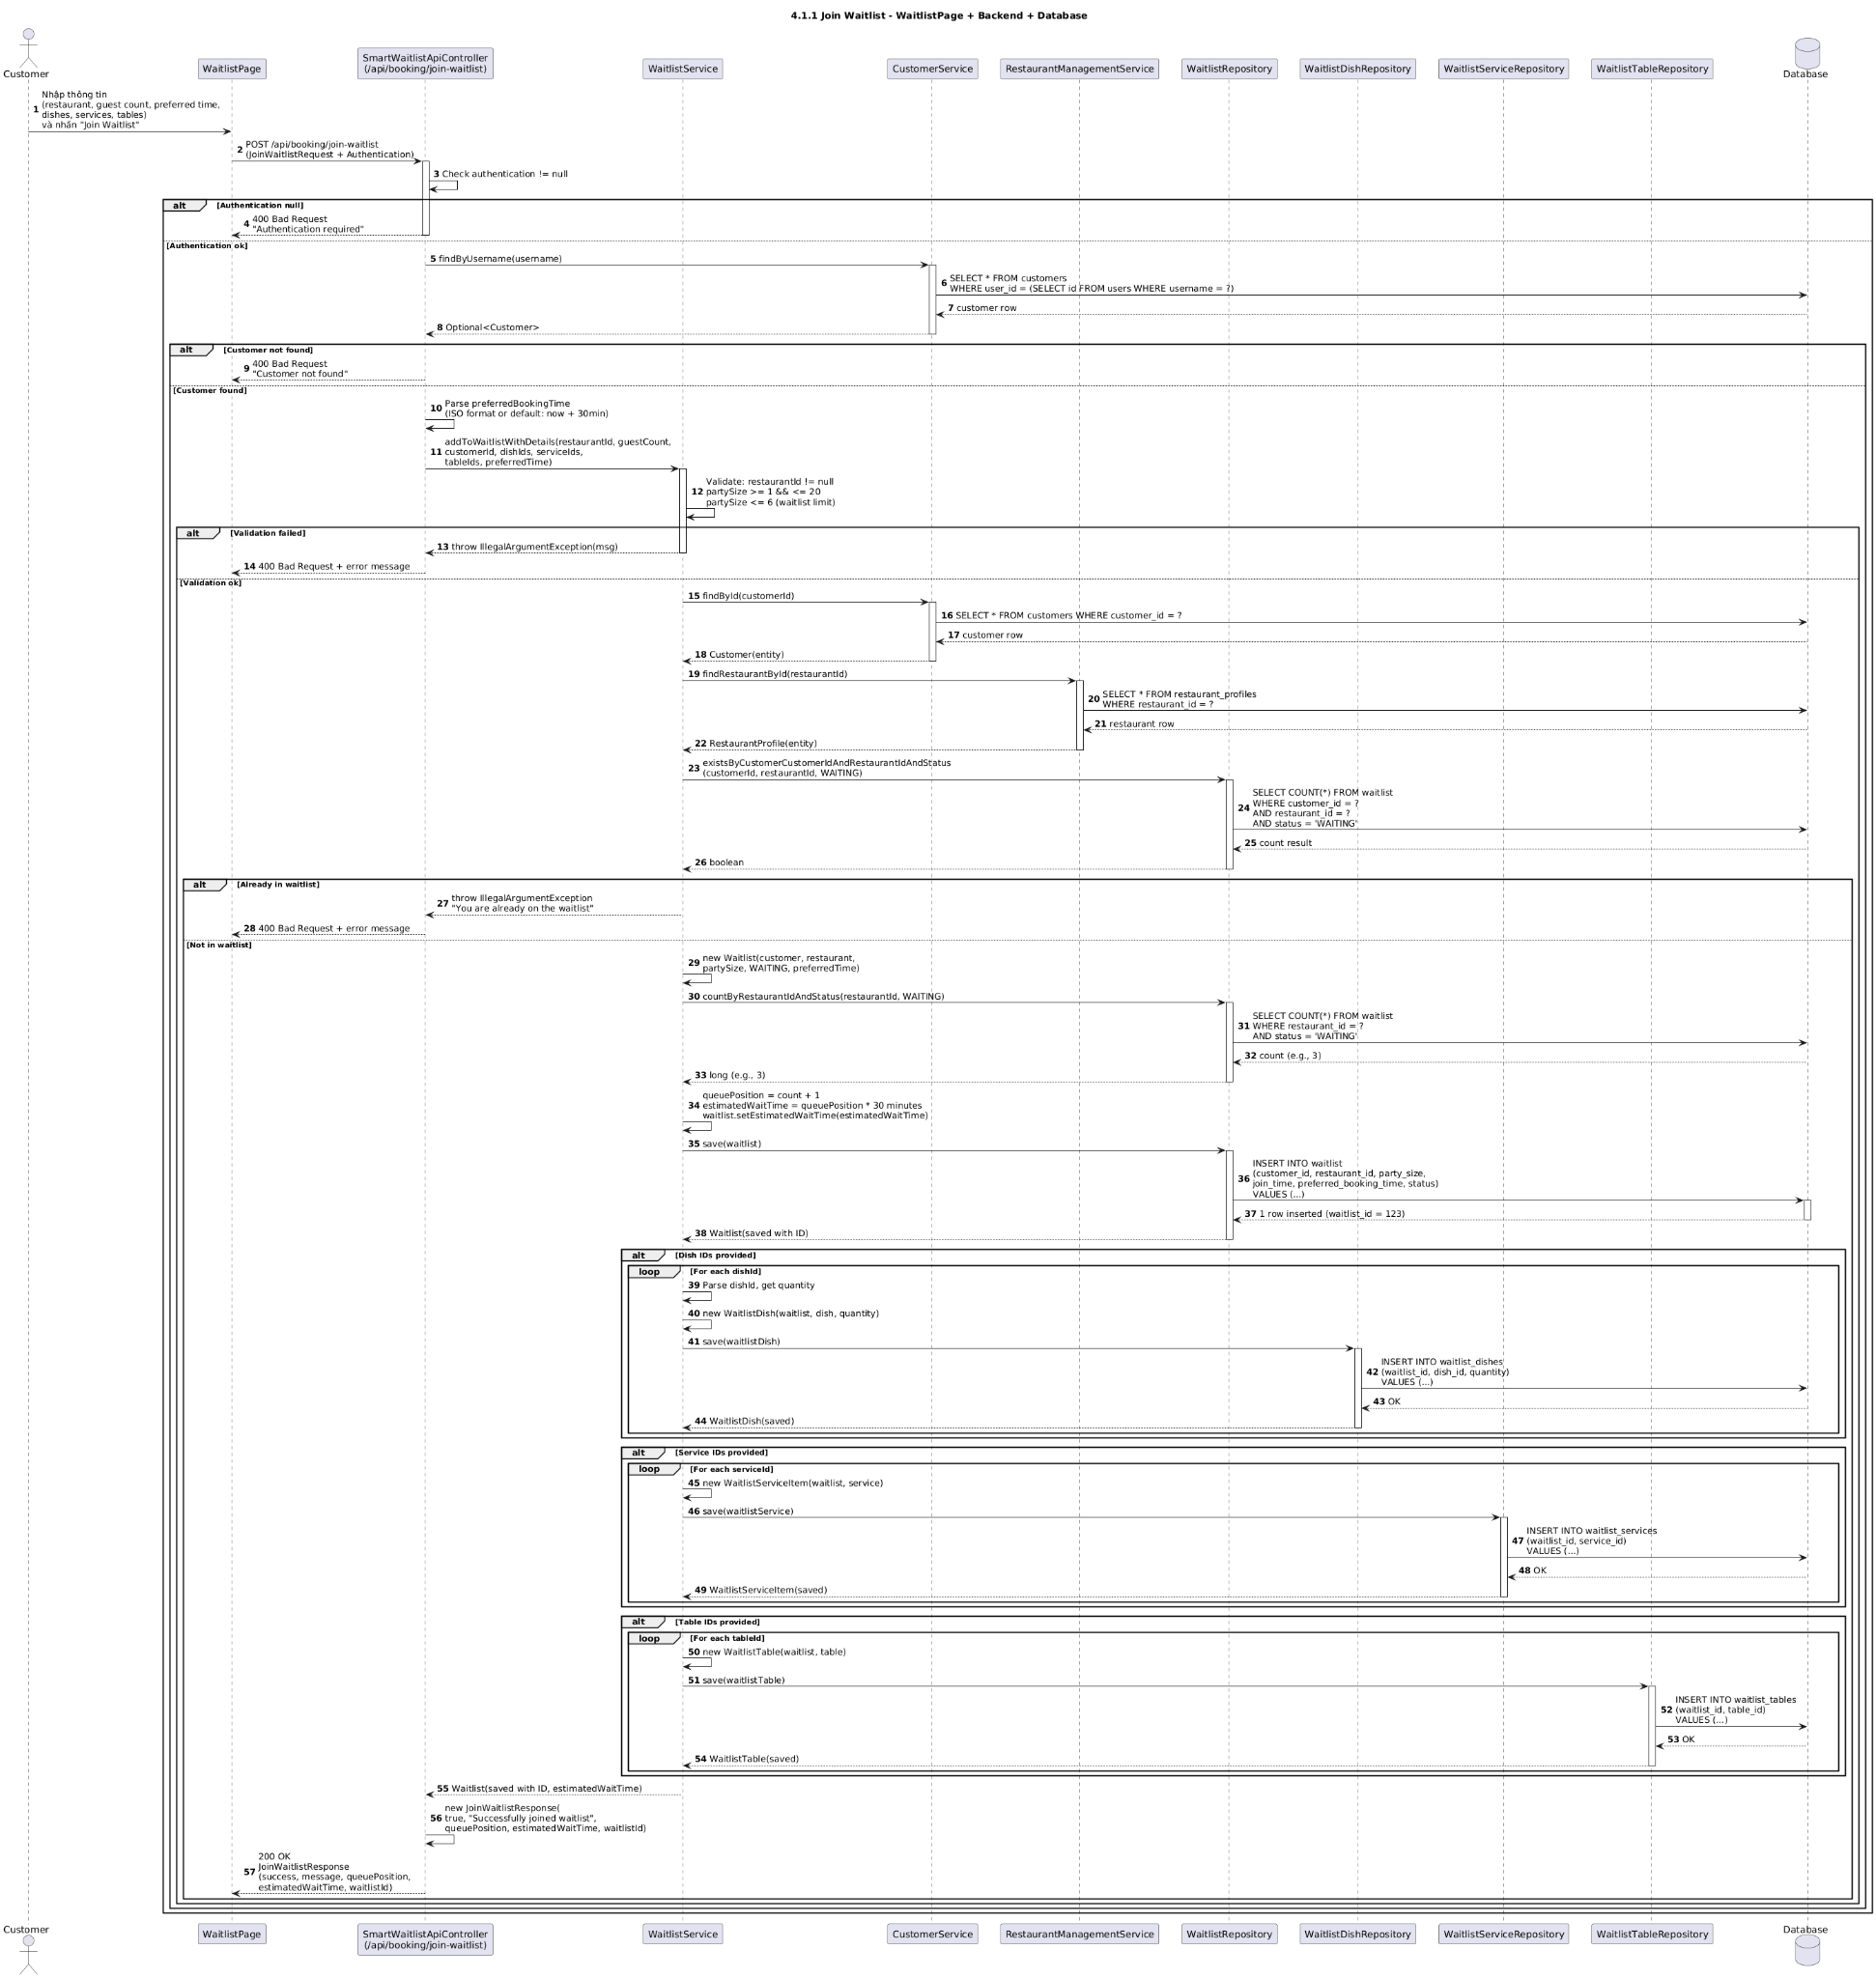 4.1.1 Join Waitlist - WaitlistPage + Backend + Database
Customer
WaitlistPage
SmartWaitlistApiController
(/api/booking/join-waitlist)
WaitlistService
CustomerService
RestaurantManagementService
WaitlistRepository
WaitlistDishRepository
WaitlistServiceRepository
WaitlistTableRepository
Database
1 Nhập thông tin
(restaurant, guest count, preferred time,
dishes, services, tables)
và nhấn "Join Waitlist"
2 POST /api/booking/join-waitlist
(JoinWaitlistRequest + Authentication)
3 Check authentication != null
alt [Authentication null]
4 400 Bad Request
"Authentication required"
[Authentication ok]
5 findByUsername(username)
6 SELECT * FROM customers
WHERE user_id = (SELECT id FROM users WHERE username = ?)
7 customer row
8 Optional<Customer>
alt [Customer not found]
9 400 Bad Request
"Customer not found"
[Customer found]
10 Parse preferredBookingTime
(ISO format or default: now + 30min)
11 addToWaitlistWithDetails(restaurantId, guestCount,
customerId, dishIds, serviceIds,
tableIds, preferredTime)
12 Validate: restaurantId != null
partySize >= 1 && <= 20
partySize <= 6 (waitlist limit)
alt [Validation failed]
13 throw IllegalArgumentException(msg)
14 400 Bad Request + error message
[Validation ok]
15 findById(customerId)
16 SELECT * FROM customers WHERE customer_id = ?
17 customer row
18 Customer(entity)
19 findRestaurantById(restaurantId)
20 SELECT * FROM restaurant_profiles
WHERE restaurant_id = ?
21 restaurant row
22 RestaurantProfile(entity)
23 existsByCustomerCustomerIdAndRestaurantIdAndStatus
(customerId, restaurantId, WAITING)
24 SELECT COUNT(*) FROM waitlist
WHERE customer_id = ?
AND restaurant_id = ?
AND status = 'WAITING'
25 count result
26 boolean
alt [Already in waitlist]
27 throw IllegalArgumentException
"You are already on the waitlist"
28 400 Bad Request + error message
[Not in waitlist]
29 new Waitlist(customer, restaurant,
partySize, WAITING, preferredTime)
30 countByRestaurantIdAndStatus(restaurantId, WAITING)
31 SELECT COUNT(*) FROM waitlist
WHERE restaurant_id = ?
AND status = 'WAITING'
32 count (e.g., 3)
33 long (e.g., 3)
34 queuePosition = count + 1
estimatedWaitTime = queuePosition * 30 minutes
waitlist.setEstimatedWaitTime(estimatedWaitTime)
35 save(waitlist)
36 INSERT INTO waitlist
(customer_id, restaurant_id, party_size,
join_time, preferred_booking_time, status)
VALUES (...)
37 1 row inserted (waitlist_id = 123)
38 Waitlist(saved with ID)
alt [Dish IDs provided]
loop [For each dishId]
39 Parse dishId, get quantity
40 new WaitlistDish(waitlist, dish, quantity)
41 save(waitlistDish)
42 INSERT INTO waitlist_dishes
(waitlist_id, dish_id, quantity)
VALUES (...)
43 OK
44 WaitlistDish(saved)
alt [Service IDs provided]
loop [For each serviceId]
45 new WaitlistServiceItem(waitlist, service)
46 save(waitlistService)
47 INSERT INTO waitlist_services
(waitlist_id, service_id)
VALUES (...)
48 OK
49 WaitlistServiceItem(saved)
alt [Table IDs provided]
loop [For each tableId]
50 new WaitlistTable(waitlist, table)
51 save(waitlistTable)
52 INSERT INTO waitlist_tables
(waitlist_id, table_id)
VALUES (...)
53 OK
54 WaitlistTable(saved)
55 Waitlist(saved with ID, estimatedWaitTime)
56 new JoinWaitlistResponse(
true, "Successfully joined waitlist",
queuePosition, estimatedWaitTime, waitlistId)
57 200 OK
JoinWaitlistResponse
(success, message, queuePosition,
estimatedWaitTime, waitlistId)
Customer
WaitlistPage
SmartWaitlistApiController
(/api/booking/join-waitlist)
WaitlistService
CustomerService
RestaurantManagementService
WaitlistRepository
WaitlistDishRepository
WaitlistServiceRepository
WaitlistTableRepository
Database